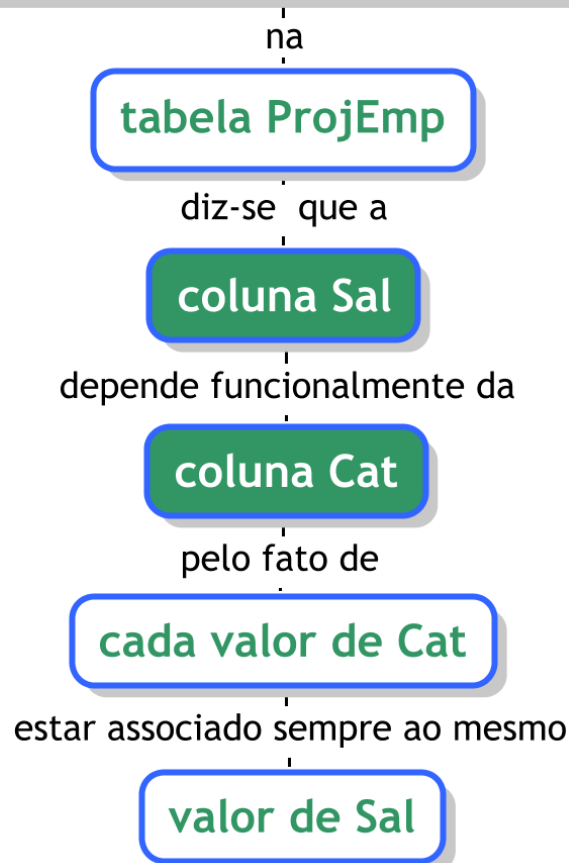 na
tabela ProjEmp
diz-se que a
coluna Sal
depende funcionalmente da
coluna Cat
pelo fato de
cada valor de Cat
estar associado sempre ao mesmo
valor de Sal